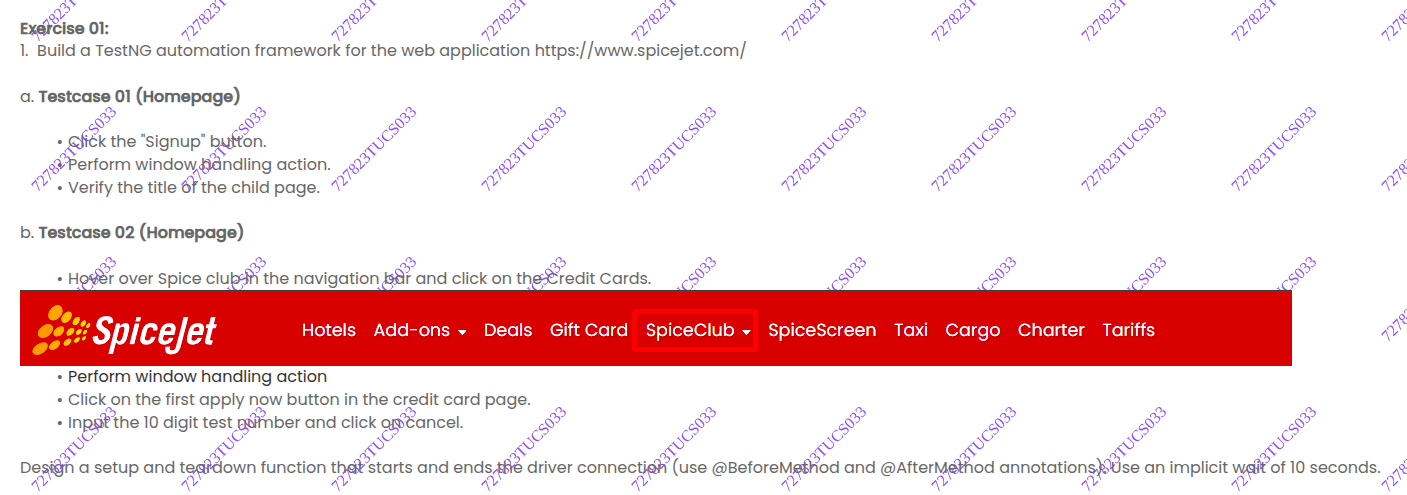 Exercise 01:
1. Build a TestNG automation framework for the web application https://www.spicejet.com/
a. Testcase 01 (Homepage)
• Click the "Signup" button.
• Perform window handling action.
• Verify the title of the child page.
b. Testcase 02 (Homepage)
• Hover over Spice club in the navigation bar and click on the Credit Cards.
SpiceJet Hotels Add-ons Deals Gift Card SpiceClub SpiceScreen Taxi Cargo Charter Tariffs
• Perform window handling action
• Click on the first apply now button in the credit card page.
• Input the 10 digit test number and click on cancel.
Design a setup and teardown function that starts and ends the driver connection (use @BeforeMethod and @AfterMethod annotations). Use an implicit wait of 10 seconds.
727823TUCS033